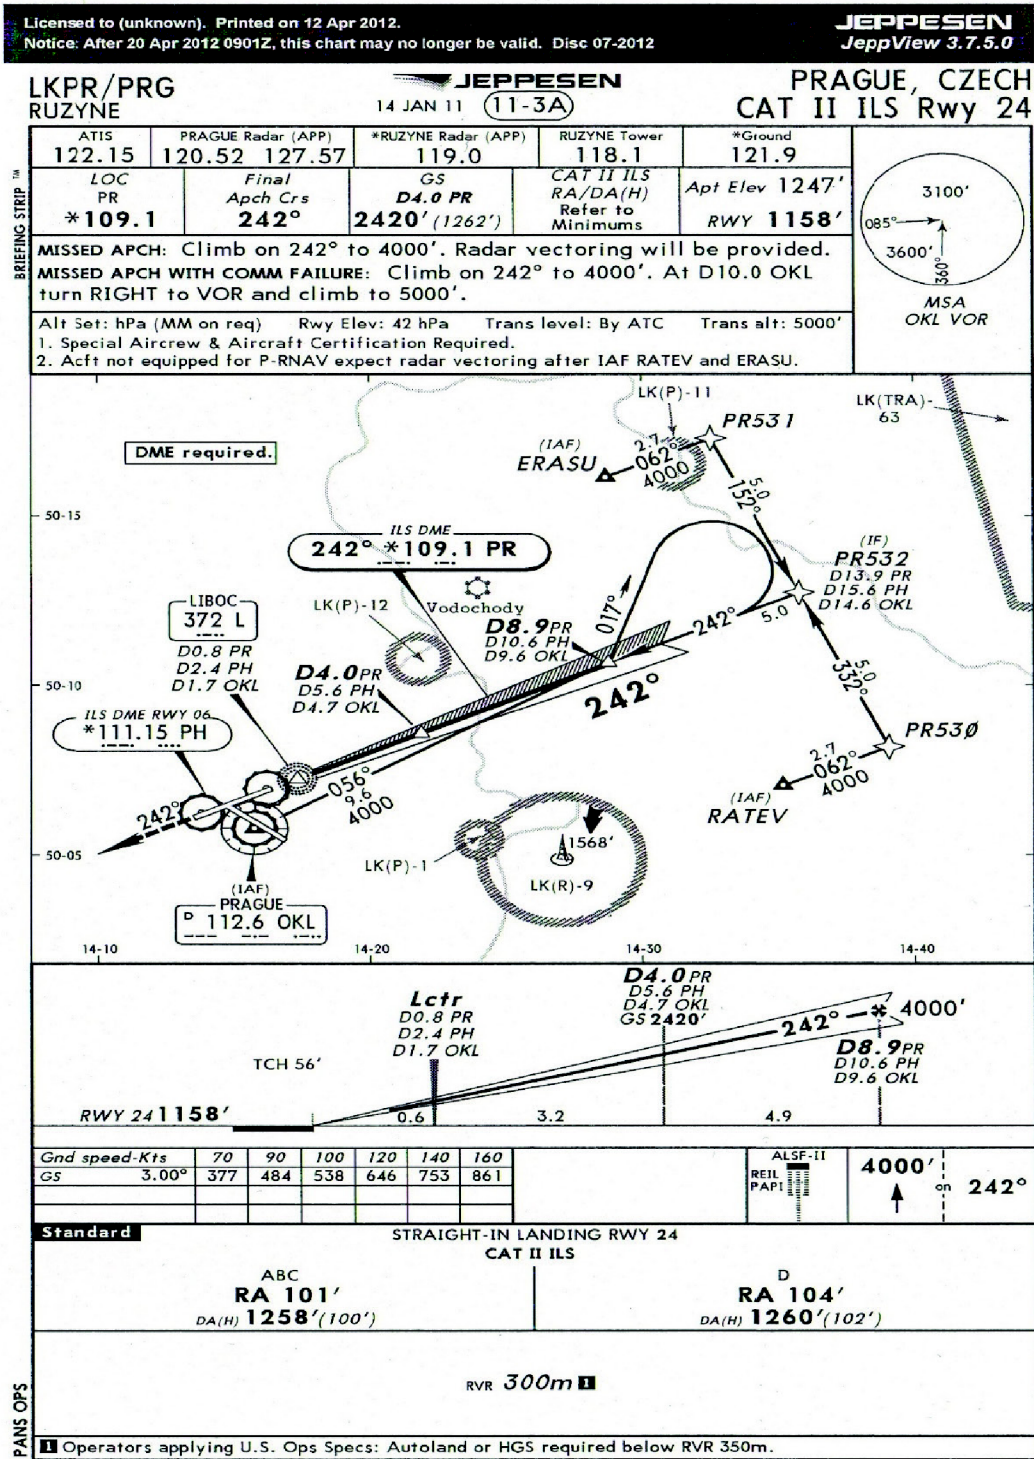 Licensed to (unknown). Printed on 12 Apr 2012.
Notice: After 20 Apr 2012 0901Z, this chart may no longer be valid. Disc 07-2012
JEPPESEN
JeppView 3.7.5.0
LKPR/PRG
RUZYNE
JEPPESEN
14 JAN 11 11-3A
PRAGUE, CZECH
CAT II ILS Rwy 24
BRIEFING STRIP TM
ATIS
122.15
PRAGUE Radar (APP)
120.52 127.57
*RUZYNE Radar (APP)
119.0
RUZYNE Tower
118.1
*Ground
121.9
LOC
PR
*109.1
Final
Apch Crs
242°
GS
D4.0 PR
2420' (1262')
CAT II ILS
RA/DA(H)
Refer to
Minimums
Apt Elev 1247'
RWY 1158'
3100'
085°
3600'
360°
MSA
OKL VOR
MISSED APCH: Climb on 242° to 4000'. Radar vectoring will be provided.
MISSED APCH WITH COMM FAILURE: Climb on 242° to 4000'. At D10.0 OKL
turn RIGHT to VOR and climb to 5000'.
Alt Set: hPa (MM on req) Rwy Elev: 42 hPa Trans level: By ATC Trans alt: 5000'
1. Special Aircrew & Aircraft Certification Required.
2. Acft not equipped for P-RNAV expect radar vectoring after IAF RATEV and ERASU.
DME required.
LK(P)-11
LK(TRA)-
63
PR531
(IAF)
ERASU
2.7
062°
4000
5.0
152°
50-15
ILS DME
242° *109.1 PR
(IF)
PR532
D13.9 PR
D15.6 PH
D14.6 OKL
LIBOC
372 L
D0.8 PR
D2.4 PH
D1.7 OKL
LK(P)-12
Vodochody
017°
D8.9PR
D10.6 PH
D9.6 OKL
242°
5.0
D4.0PR
D5.6 PH
D4.7 OKL
50-10
242°
5.0
332°
PR530
ILS DME RWY 06
*111.15 PH
056°
9.6
4000
2.7
062°
4000
(IAF)
RATEV
242°
50-05
LK(P)-1
1568'
LK(R)-9
(IAF)
PRAGUE
D 112.6 OKL
14-10
14-20
14-30
14-40
Lctr
D0.8 PR
D2.4 PH
D1.7 OKL
D4.0PR
D5.6 PH
D4.7 OKL
GS 2420'
242°
4000'
D8.9PR
D10.6 PH
D9.6 OKL
TCH 56'
RWY 24 1158'
0.6
3.2
4.9
Gnd speed-Kts 70 90 100 120 140 160
GS 3.00° 377 484 538 646 753 861
ALSF-II
REIL
PAPI
4000'
on 242°
Standard
STRAIGHT-IN LANDING RWY 24
CAT II ILS
ABC
RA 101'
DA(H) 1258'(100')
D
RA 104'
DA(H) 1260'(102')
RVR 300m 1
PANS OPS
1 Operators applying U.S. Ops Specs: Autoland or HGS required below RVR 350m.